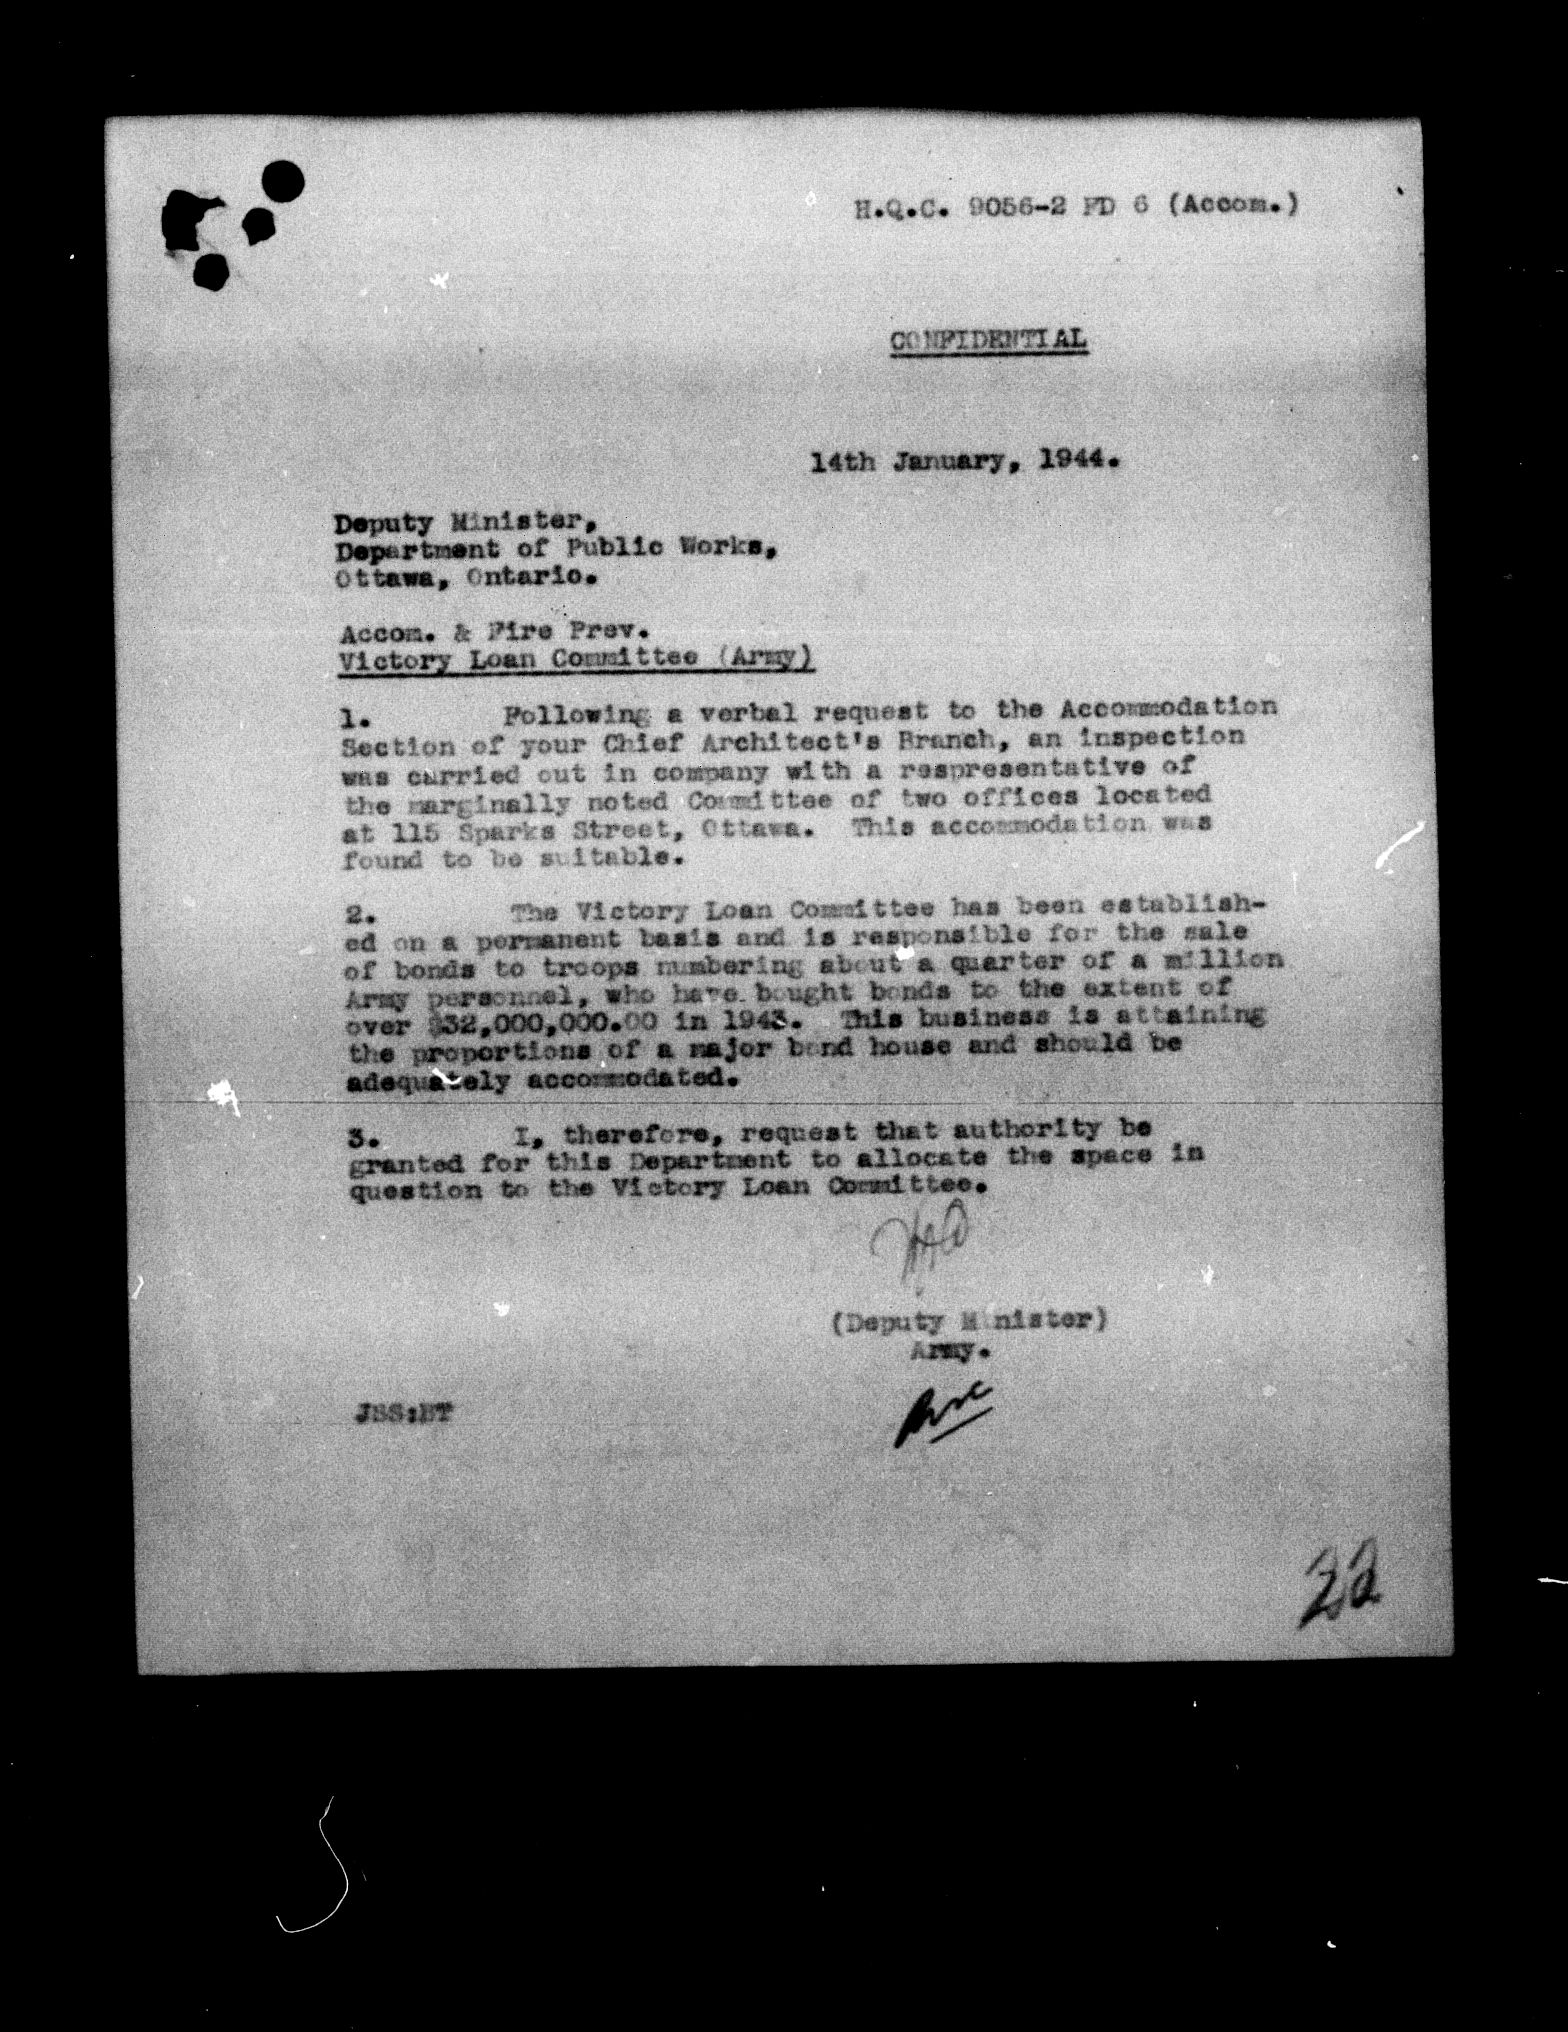 H.Q.C. 9056-2 FD 6 (Accom.)
CONFIDENTIAL
14th January, 1944.
Deputy Minister,
Department of Public Works,
Ottawa, Ontario.
Accom. & Fire Prev.
Victory Loan Committee (Army)
1. Following a verbal request to the Accommodation
Section of your Chief Architect's Branch, an inspection
was carried out in company with a respresentative of
the marginally noted Committee of two offices located
at 115 Sparks Street, Ottawa. This accommodation was
found to be suitable.
2. The Victory Loan Committee has been establish-
ed on a permanent basis and is responsible for the sale
of bonds to troops numbering about a quarter of a million
Army personnel, who have bought bonds to the extent of
over $32,000,000.00 in 1943. This business is attaining
the proportions of a major bond house and should be
adequately accommodated.
3. I, therefore, request that authority be
granted for this Department to allocate the space in
question to the Victory Loan Committee.
(Deputy Minister)
Army.
JSS:BT
22